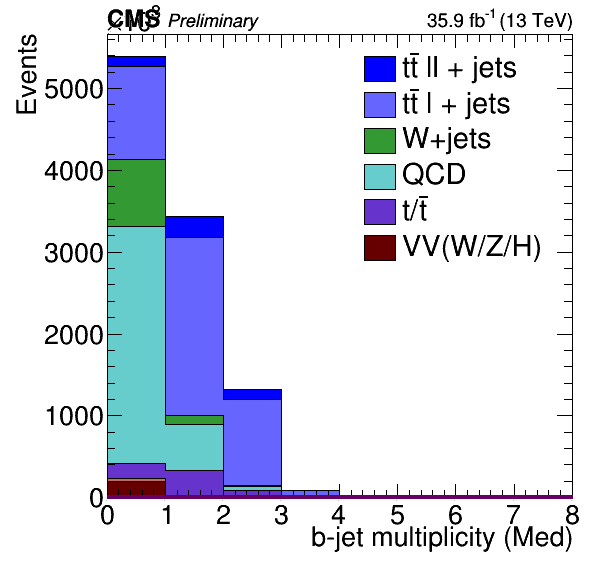 CMS Preliminary 35.9 fb⁻¹ (13 TeV)
Events
tt̄ ll + jets
tt̄ l + jets
W+jets
QCD
t/t̄
VV(W/Z/H)
5000
4000
3000
2000
1000
0
0 1 2 3 4 5 6 7 8
b-jet multiplicity (Med)